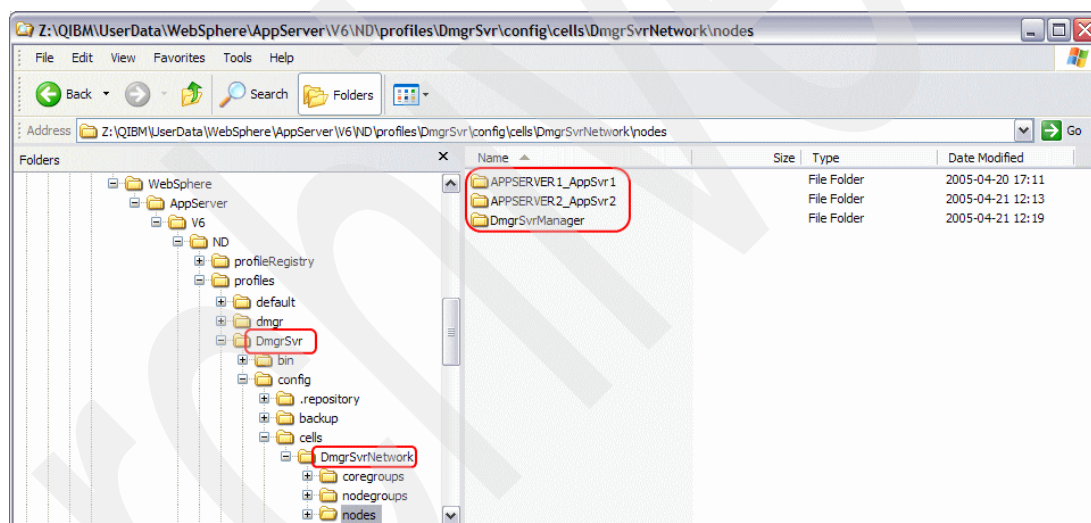 Z:\QIBM\UserData\WebSphere\AppServer\V6\ND\profiles\DmgrSvr\config\cells\DmgrSvrNetwork\nodes
File Edit View Favorites Tools Help
Back Search Folders
Address Z:\QIBM\UserData\WebSphere\AppServer\V6\ND\profiles\DmgrSvr\config\cells\DmgrSvrNetwork\nodes Go
Folders
WebSphere
AppServer
V6
ND
profileRegistry
profiles
default
dmgr
DmgrSvr
bin
config
.repository
backup
cells
DmgrSvrNetwork
coregroups
nodegroups
nodes
Name Size Type Date Modified
APPSERVER1_AppSvr1 File Folder 2005-04-20 17:11
APPSERVER2_AppSvr2 File Folder 2005-04-21 12:13
DmgrSvrManager File Folder 2005-04-21 12:19